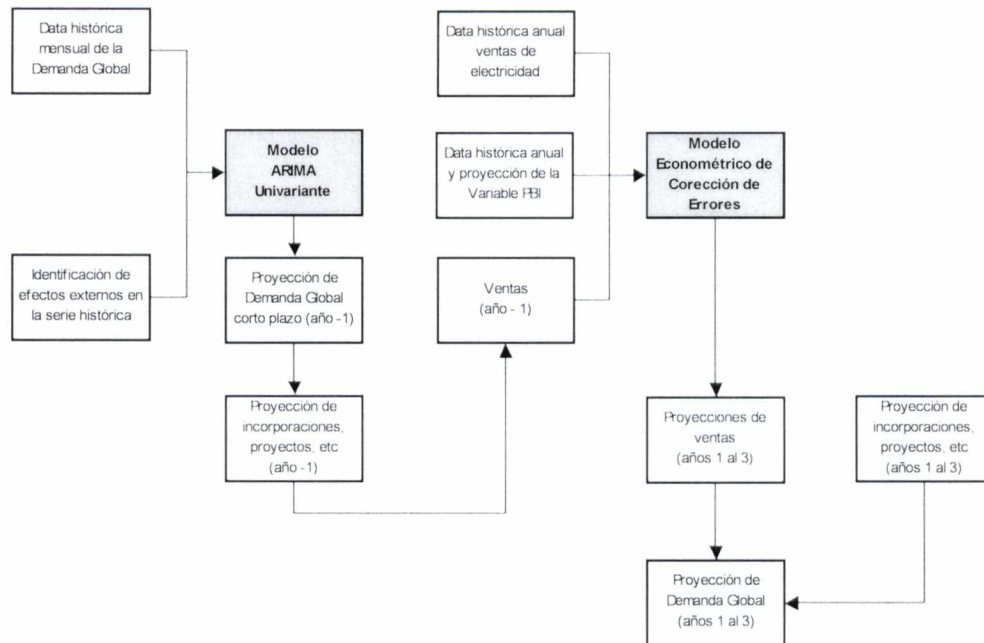 Data histórica
mensual de la
Demanda Global
Identificación de
efectos externos en
la serie histórica
Modelo
ARIMA
Univariante
Proyección de
Demanda Global
corto plazo (año -1)
Proyección de
incorporaciones,
proyectos, etc
(año -1)
Data histórica anual
ventas de
electricidad
Data histórica anual
y proyección de la
Variable PBI
Ventas
(año - 1)
Modelo
Econométrico de
Corección de
Errores
Proyecciones de
ventas
(años 1 al 3)
Proyección de
incorporaciones,
proyectos, etc
(años 1 al 3)
Proyección de
Demanda Global
(años 1 al 3)